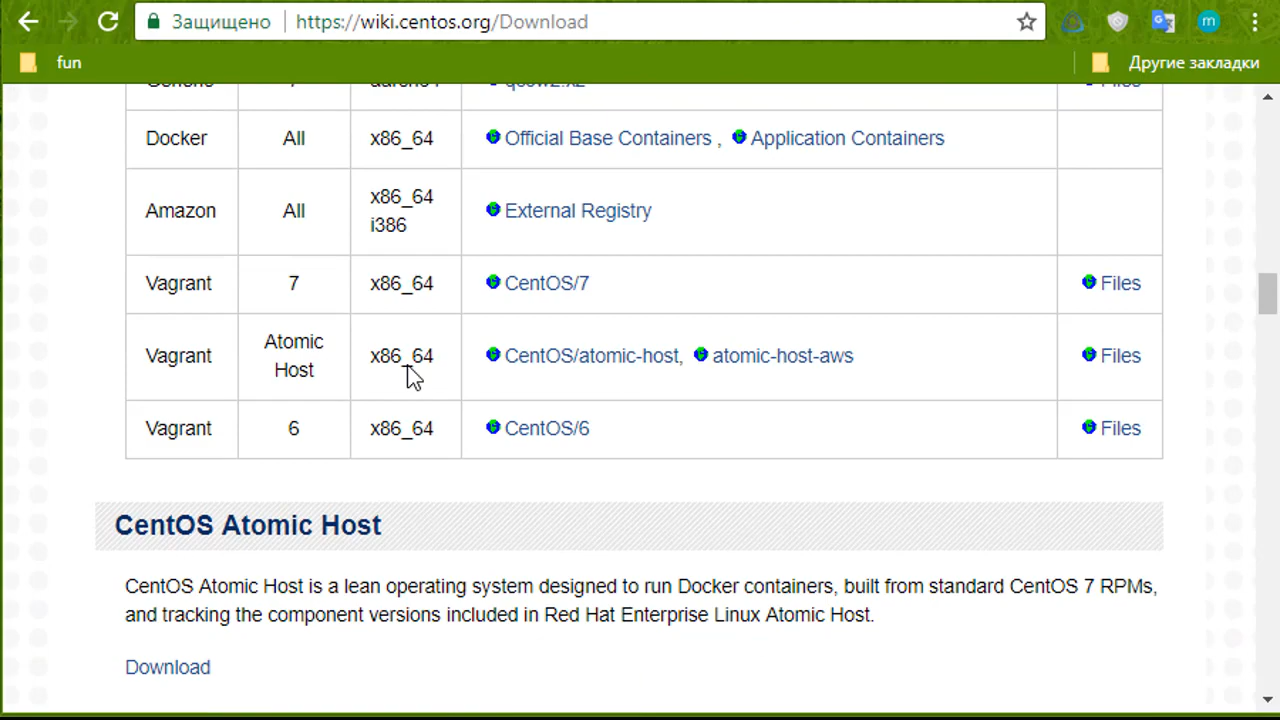 Защищено https://wiki.centos.org/Download
m
fun Другие закладки
Docker All x86_64 Official Base Containers , Application Containers
Amazon All x86_64 i386 External Registry
Vagrant 7 x86_64 CentOS/7 Files
Vagrant Atomic Host x86_64 CentOS/atomic-host, atomic-host-aws Files
Vagrant 6 x86_64 CentOS/6 Files
CentOS Atomic Host
CentOS Atomic Host is a lean operating system designed to run Docker containers, built from standard CentOS 7 RPMs,
and tracking the component versions included in Red Hat Enterprise Linux Atomic Host.
Download